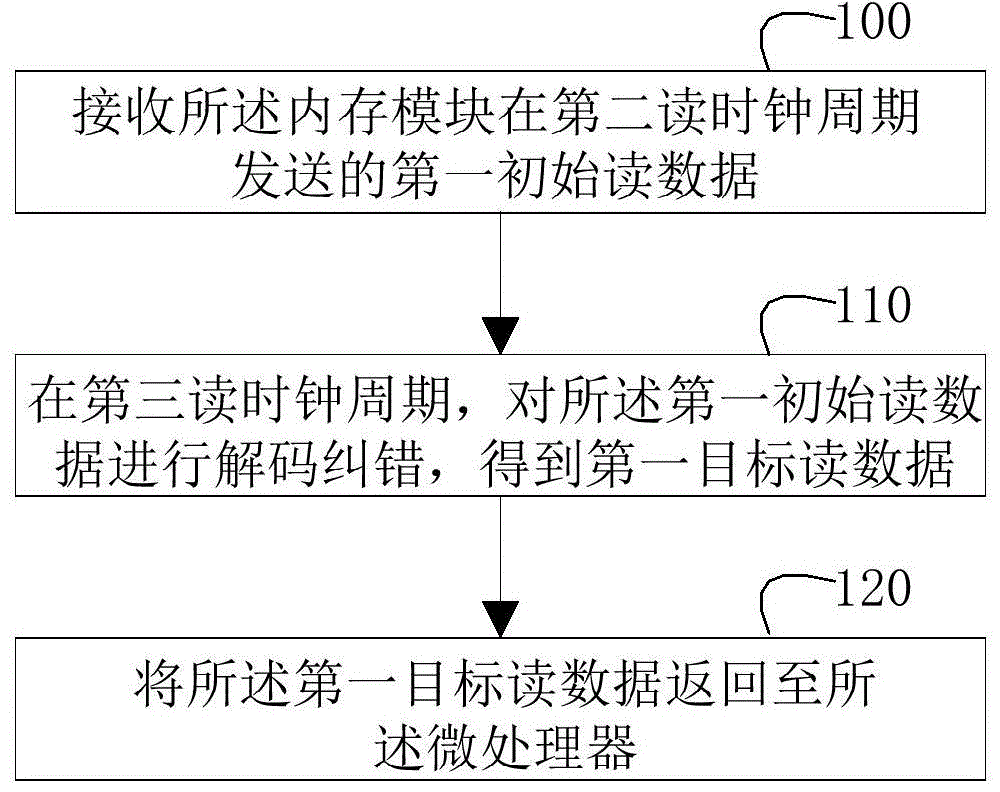 100
接收所述内存模块在第二读时钟周期
发送的第一初始读数据
110
在第三读时钟周期，对所述第一初始读数
据进行解码纠错，得到第一目标读数据
120
将所述第一目标读数据返回至所
述微处理器